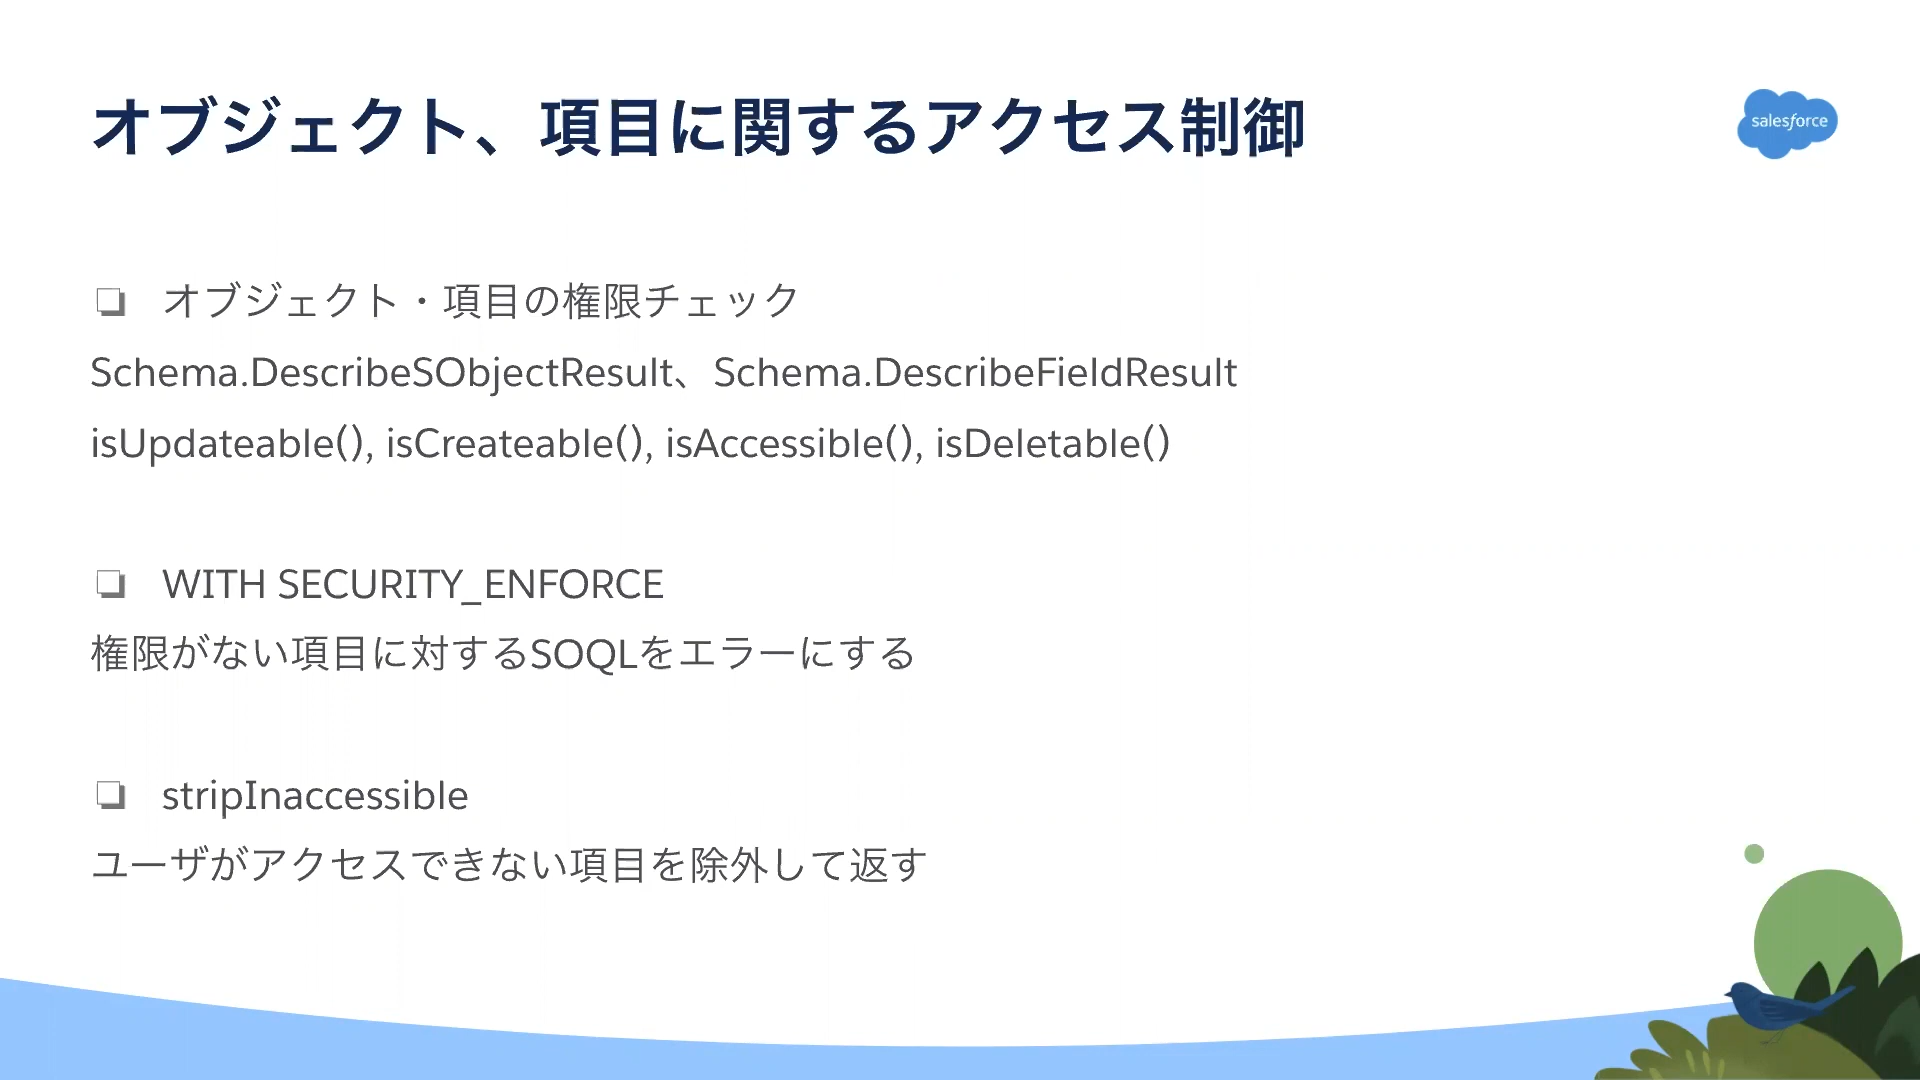 オブジェクト、項目に関するアクセス制御
salesforce
❏ オブジェクト・項目の権限チェック
Schema.DescribeSObjectResult、Schema.DescribeFieldResult
isUpdateable(), isCreateable(), isAccessible(), isDeletable()
❏ WITH SECURITY_ENFORCE
権限がない項目に対するSOQLをエラーにする
❏ stripInaccessible
ユーザがアクセスできない項目を除外して返す